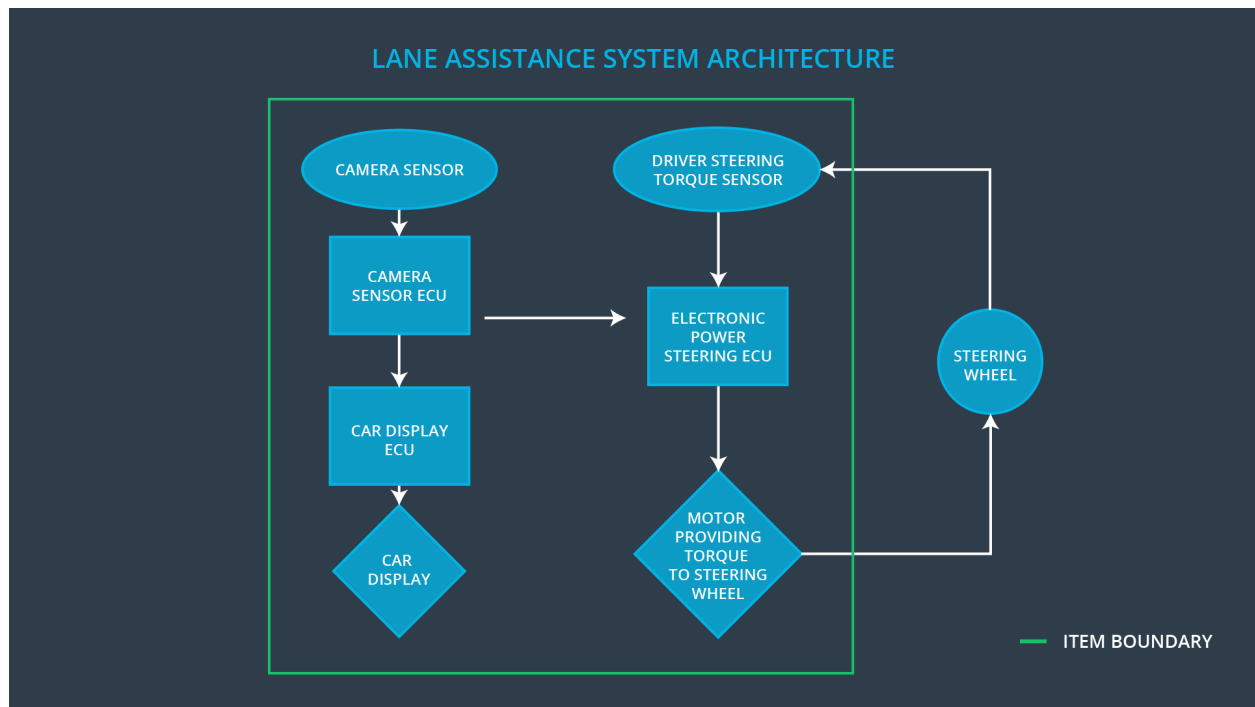 LANE ASSISTANCE SYSTEM ARCHITECTURE
CAMERA SENSOR
CAMERA
SENSOR ECU
CAR DISPLAY
ECU
CAR
DISPLAY
DRIVER STEERING
TORQUE SENSOR
ELECTRONIC
POWER
STEERING ECU
MOTOR
PROVIDING
TORQUE
TO STEERING
WHEEL
STEERING
WHEEL
ITEM BOUNDARY